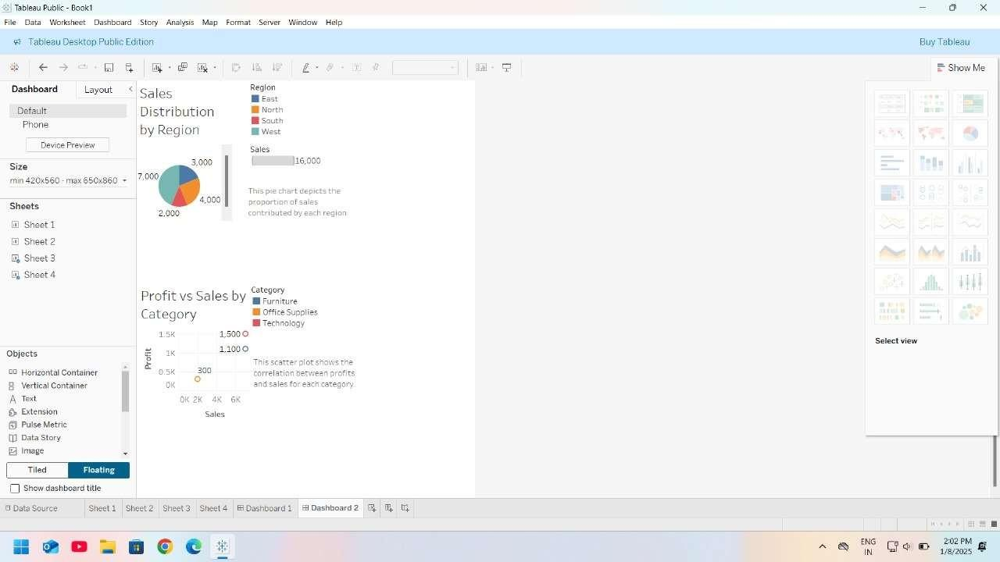 Tableau Public - Book1
File Data Worksheet Dashboard Story Analysis Map Format Server Window Help
Tableau Desktop Public Edition
Buy Tableau
Show Me
Dashboard
Layout
Default
Phone
Device Preview
Size
min 420x560 - max 650x860
Sheets
Sheet 1
Sheet 2
Sheet 3
Sheet 4
Objects
Horizontal Container
Vertical Container
Text
Extension
Pulse Metric
Data Story
Image
Tiled
Floating
Show dashboard title
Sales
Distribution
by Region
3,000
7,000
4,000
2,000
Region
East
North
South
West
Sales
16,000
This pie chart depicts the
proportion of sales
contributed by each region
Profit vs Sales by
Category
1.5K
1K
0.5K
0K
Profit
1,500
1,100
300
0K 2K 4K 6K
Sales
Category
Furniture
Office Supplies
Technology
This scatter plot shows the
correlation between profits
and sales for each category.
Select view
Data Source Sheet 1 Sheet 2 Sheet 3 Sheet 4 Dashboard 1 Dashboard 2
ENG
IN
2:02 PM
1/8/2025